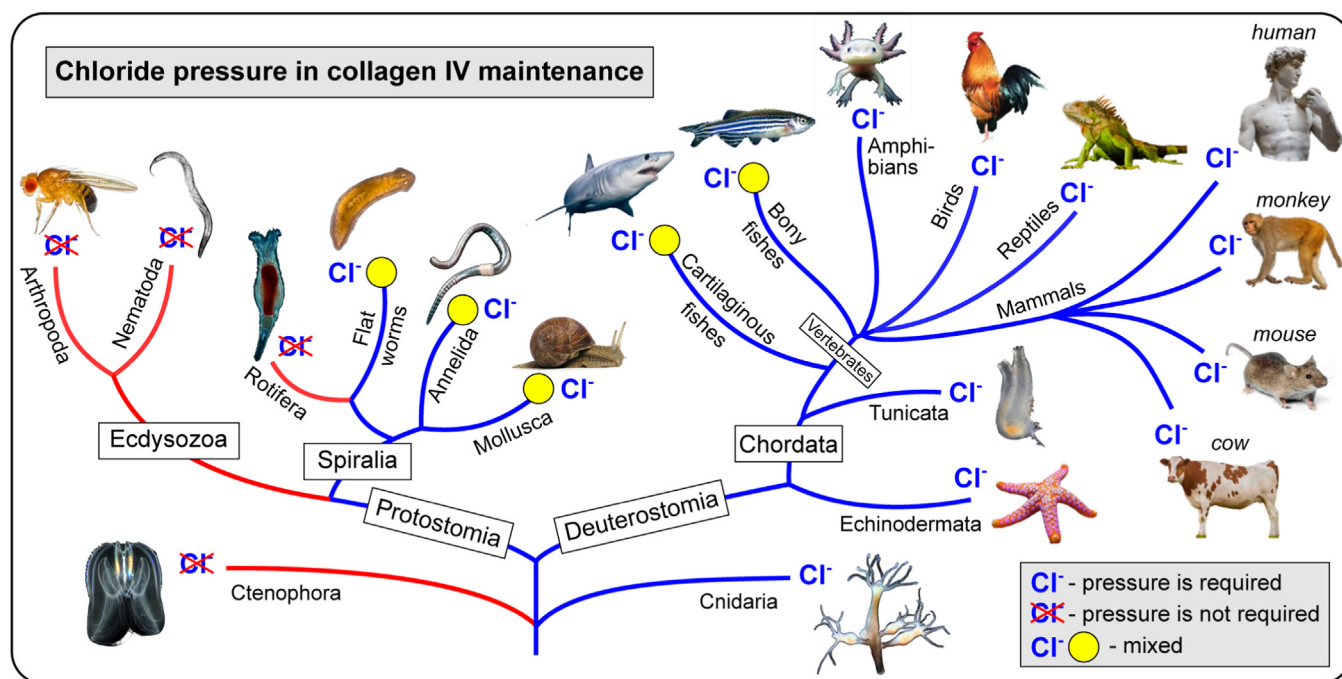 Chloride pressure in collagen IV maintenance
human
Cl⁻
Amphi-
bians
Cl⁻
Birds
Cl⁻
Reptiles
Cl⁻
monkey
Cl⁻
Mammals
Cl⁻
Bony
fishes
Cl⁻
Cartilaginous
fishes
Cl⁻
Arthropoda
Cl⁻
Nematoda
Cl⁻
Flat
worms
Cl⁻
Annelida
Cl⁻
Rotifera
Cl⁻
Mollusca
Cl⁻
Vertebrates
mouse
Cl⁻
Tunicata
Cl⁻
cow
Cl⁻
Ecdysozoa
Spiralia
Chordata
Echinodermata
Cl⁻
Protostomia
Deuterostomia
Cl⁻
Ctenophora
Cnidaria
Cl⁻
Cl⁻ - pressure is required
Cl⁻ - pressure is not required
Cl⁻ - mixed